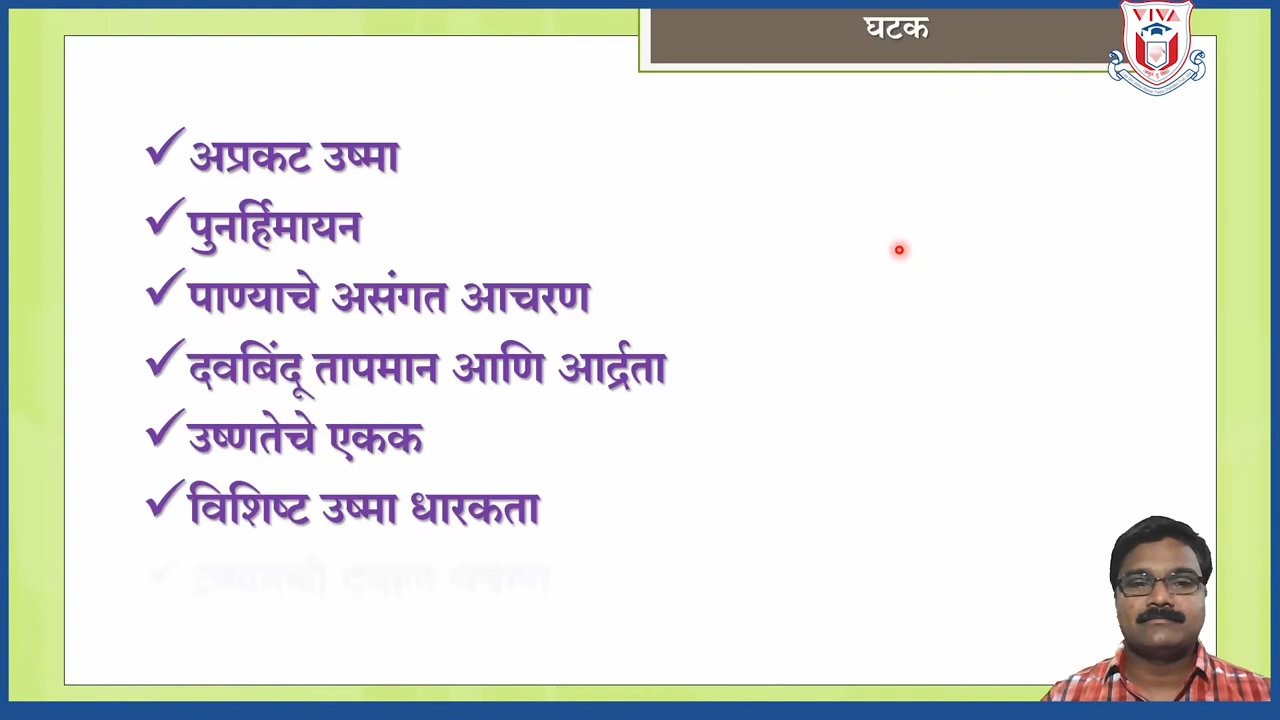 घटक
VIVA
अप्रकट उष्मा
पुनर्हिमायन
पाण्याचे असंगत आचरण
दवबिंदू तापमान आणि आर्द्रता
उष्णतेचे एकक
विशिष्ट उष्मा धारकता